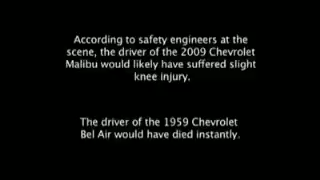 According to safety engineers at the
scene, the driver of the 2009 Chevrolet
Malibu would likely have suffered slight
knee injury.
The driver of the 1959 Chevrolet
Bel Air would have died instantly.